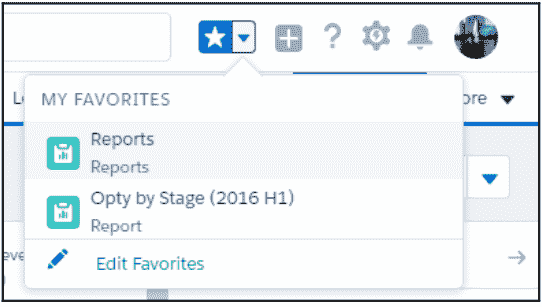 MY FAVORITES
Reports
Reports
Opty by Stage (2016 H1)
Report
Edit Favorites